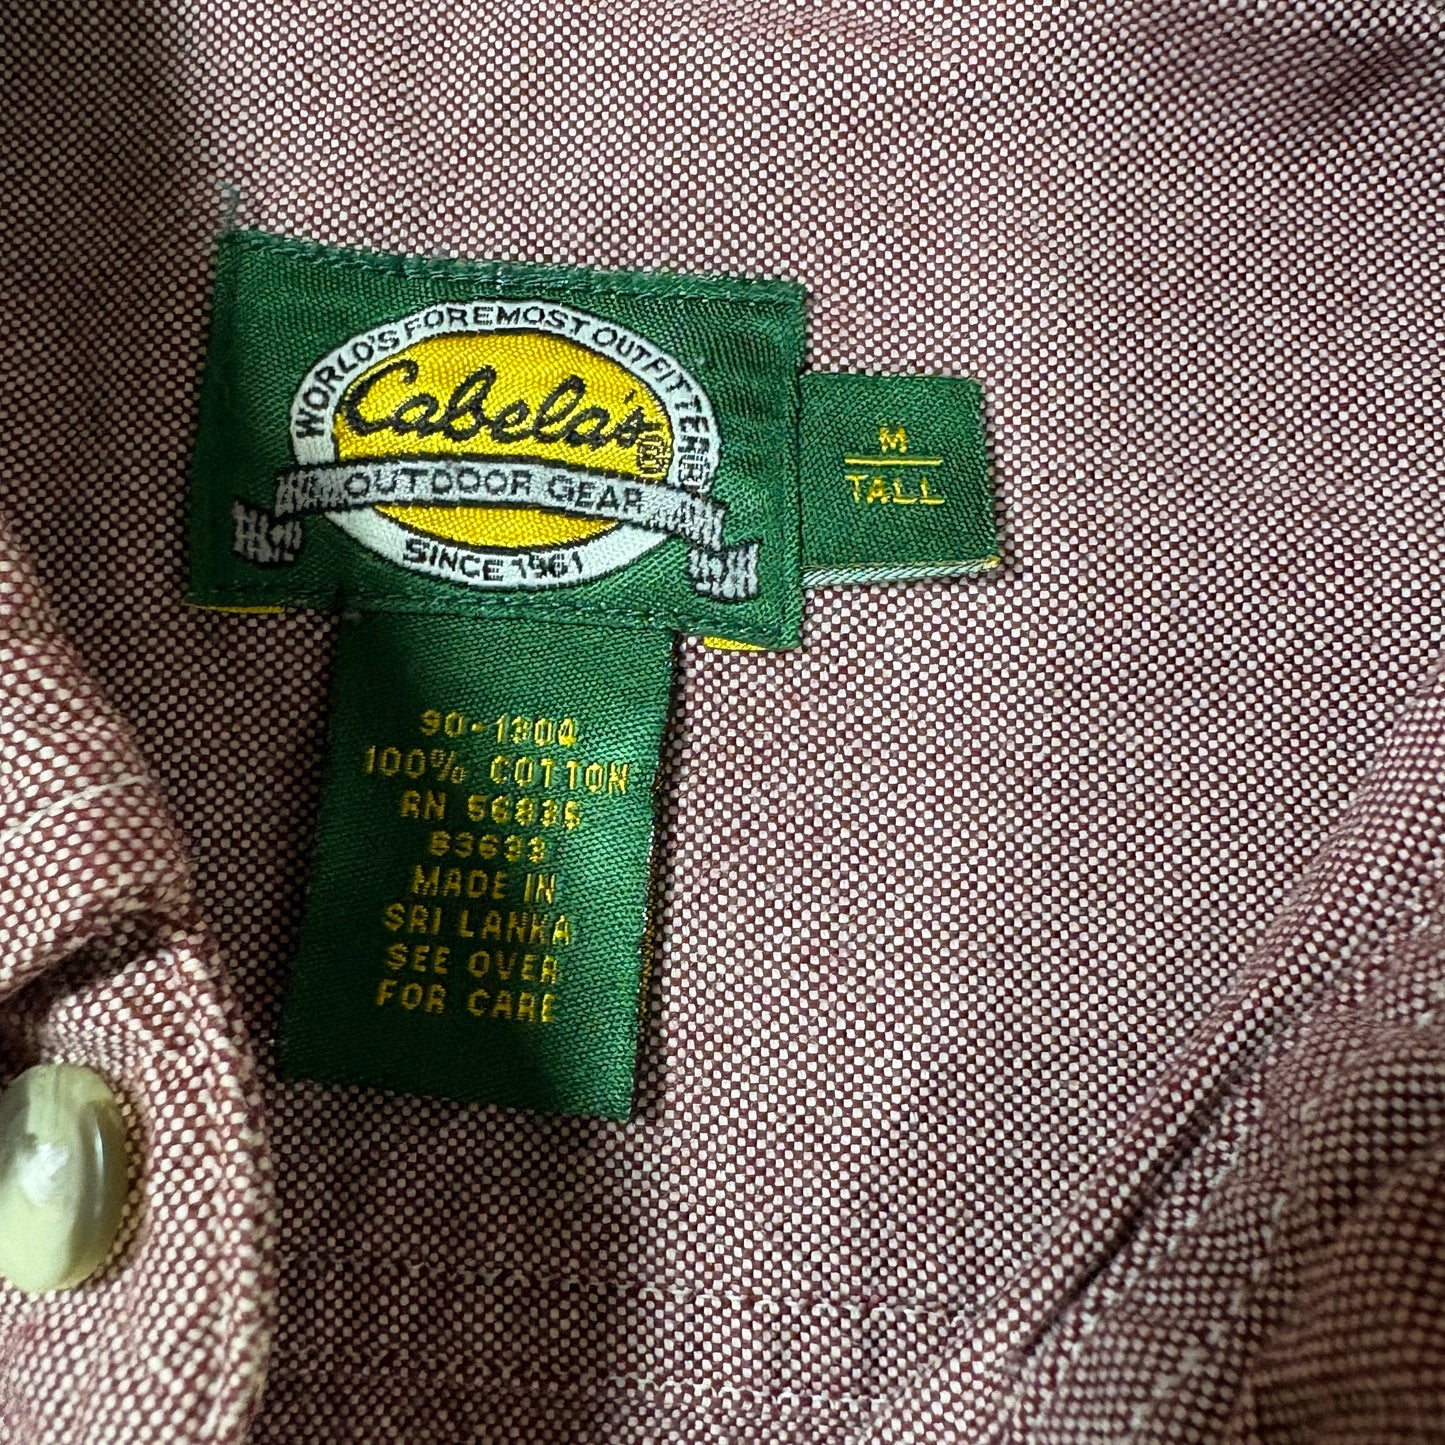 WORLD'S FOREMOST OUTFITTER®
Cabela's®
OUTDOOR GEAR
SINCE 1961
M
TALL
90-1304
100% COTTON
RN 56835
63633
MADE IN
SRI LANKA
SEE OVER
FOR CARE